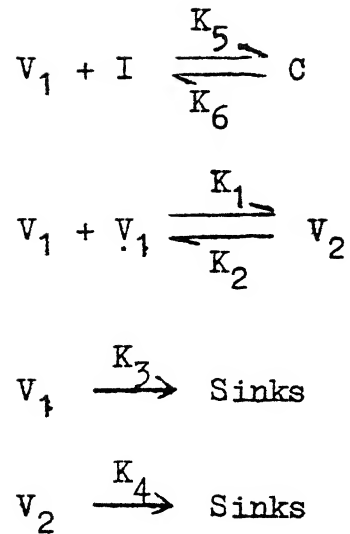 K₅
V₁ + I ⇌ C
K₆
K₁
V₁ + V₁ ⇌ V₂
K₂
K₃
V₁ → Sinks
K₄
V₂ → Sinks